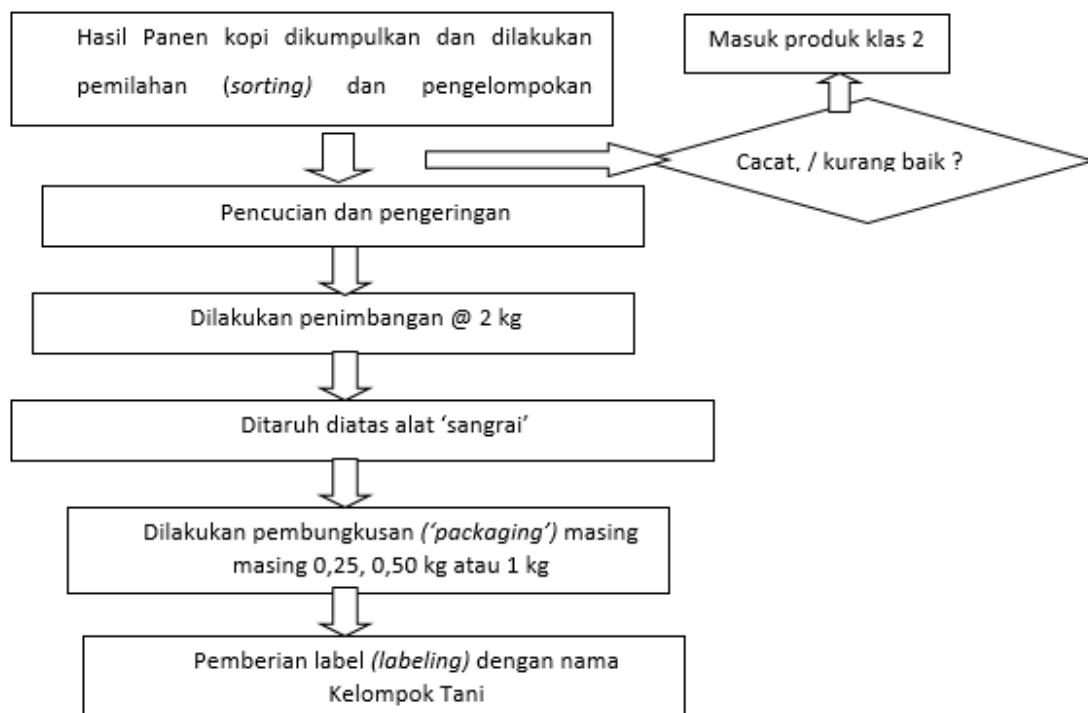 Hasil Panen kopi dikumpulkan dan dilakukan
pemilahan (sorting) dan pengelompokan
Masuk produk klas 2
Cacat, / kurang baik ?
Pencucian dan pengeringan
Dilakukan penimbangan @ 2 kg
Ditaruh diatas alat ‘sangrai’
Dilakukan pembungkusan (‘packaging’) masing
masing 0,25, 0,50 kg atau 1 kg
Pemberian label (labeling) dengan nama
Kelompok Tani